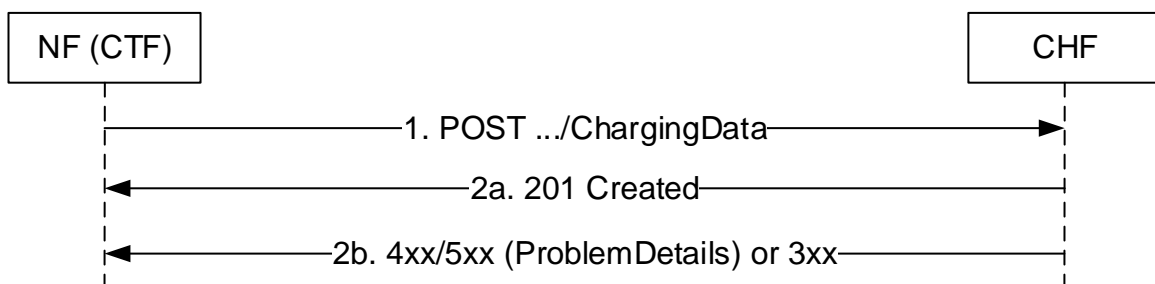 NF (CTF)
CHF
1. POST .../ChargingData
2a. 201 Created
2b. 4xx/5xx (ProblemDetails) or 3xx